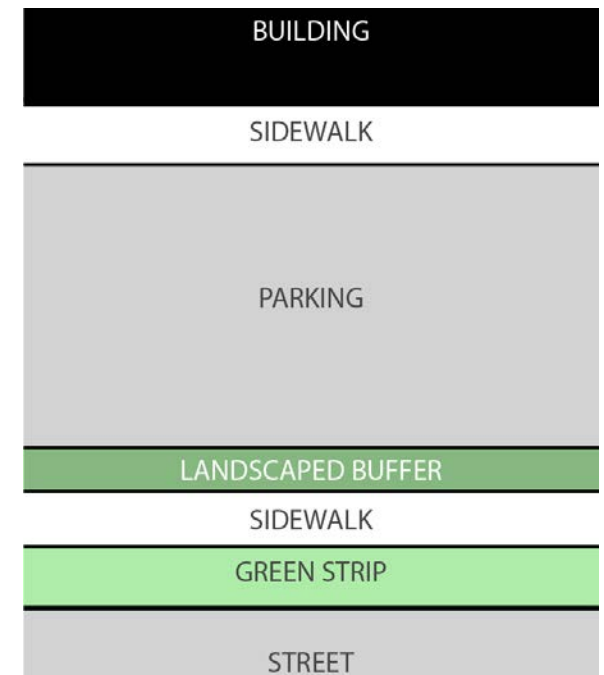 BUILDING
SIDEWALK
PARKING
LANDSCAPED BUFFER
SIDEWALK
GREEN STRIP
STREET